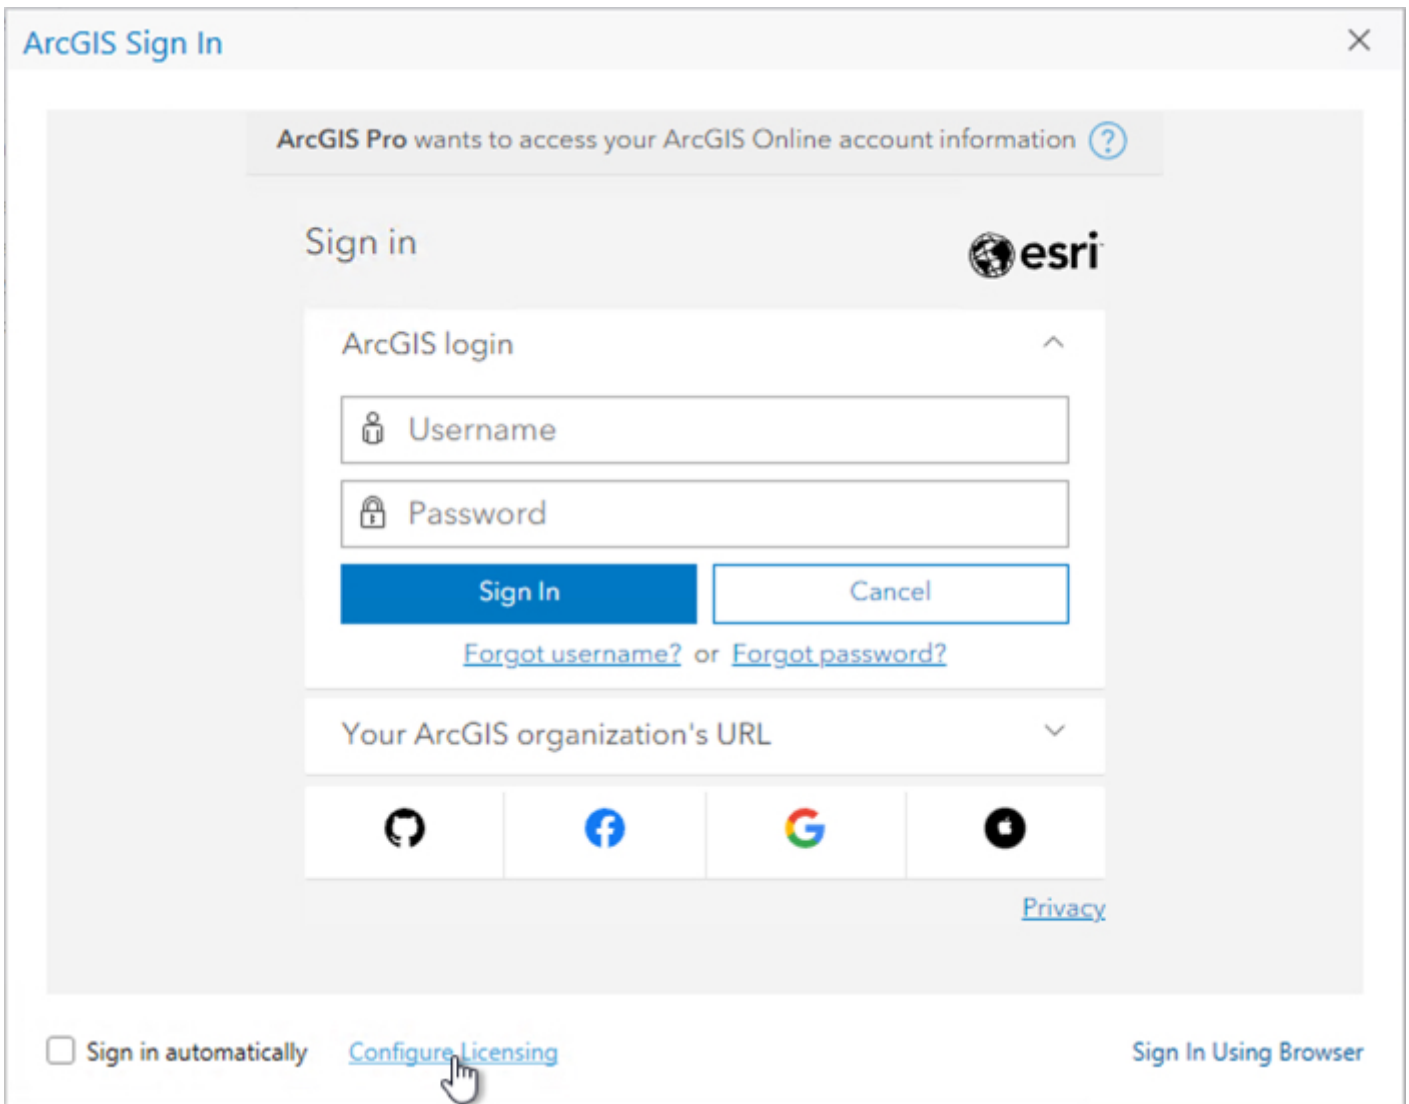 ArcGIS Sign In
ArcGIS Pro wants to access your ArcGIS Online account information ?
Sign in
esri
ArcGIS login
Username
Password
Sign In
Cancel
Forgot username? or Forgot password?
Your ArcGIS organization's URL
Privacy
Sign in automatically
Configure Licensing
Sign In Using Browser